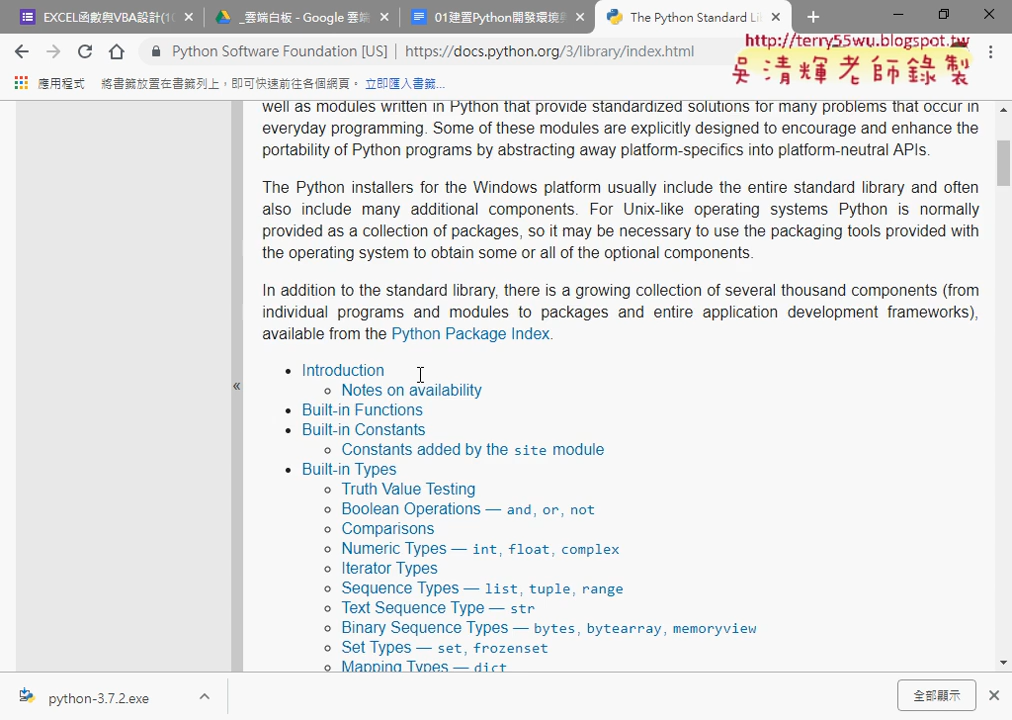 EXCEL函數與VBA設計(10
_雲端白板 - Google 雲端
01建置Python開發環境與
The Python Standard Li
Python Software Foundation [US] | https://docs.python.org/3/library/index.html
http://terry55wu.blogspot.tw
吳清輝老師錄製
應用程式 將書籤放置在書籤列上，即可快速前往各個網頁。 立即匯入書籤...
well as modules written in Python that provide standardized solutions for many problems that occur in
everyday programming. Some of these modules are explicitly designed to encourage and enhance the
portability of Python programs by abstracting away platform-specifics into platform-neutral APIs.
The Python installers for the Windows platform usually include the entire standard library and often
also include many additional components. For Unix-like operating systems Python is normally
provided as a collection of packages, so it may be necessary to use the packaging tools provided with
the operating system to obtain some or all of the optional components.
In addition to the standard library, there is a growing collection of several thousand components (from
individual programs and modules to packages and entire application development frameworks),
available from the Python Package Index.
Introduction
Notes on availability
Built-in Functions
Built-in Constants
Constants added by the site module
Built-in Types
Truth Value Testing
Boolean Operations — and, or, not
Comparisons
Numeric Types — int, float, complex
Iterator Types
Sequence Types — list, tuple, range
Text Sequence Type — str
Binary Sequence Types — bytes, bytearray, memoryview
Set Types — set, frozenset
Mapping Types — dict
python-3.7.2.exe
全部顯示